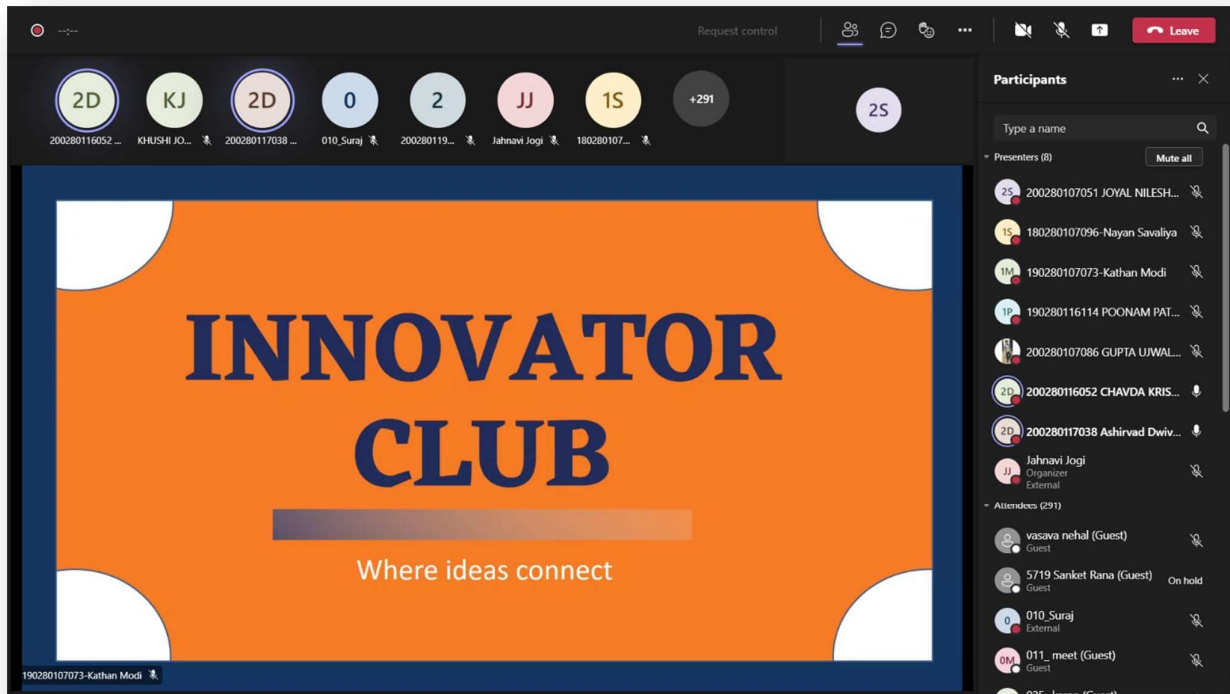 --:--
Request control
Leave
2D
KJ
2D
0
2
JJ
1S
+291
2S
200280116052 ...
KHUSHI JO...
200280117038 ...
010_Suraj
200280119...
Jahnavi Jogi
180280107...
INNOVATOR
CLUB
Where ideas connect
190280107073-Kathan Modi
Participants
Type a name
Presenters (8)
Mute all
2S
200280107051 JOYAL NILESH...
1S
180280107096-Nayan Savaliya
1M
190280107073-Kathan Modi
1P
190280116114 POONAM PAT...
200280107086 GUPTA UJWAL...
2D
200280116052 CHAVDA KRIS...
2D
200280117038 Ashirvad Dwiv...
JJ
Jahnavi Jogi
Organizer
External
Attendees (291)
vasava nehal (Guest)
Guest
5719 Sanket Rana (Guest)
Guest
On hold
0
010_Suraj
External
0M
011_ meet (Guest)
Guest